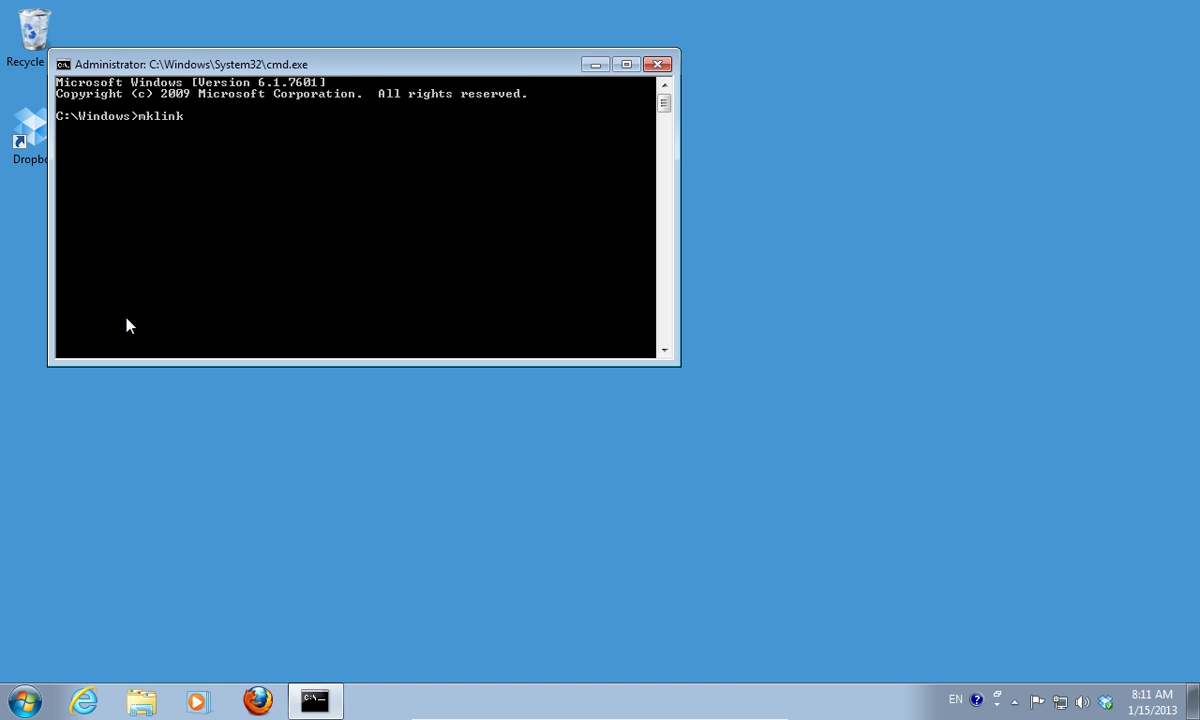 Recycle
Administrator: C:\Windows\System32\cmd.exe
Microsoft Windows [Version 6.1.7601]
Copyright (c) 2009 Microsoft Corporation.  All rights reserved.
C:\Windows>mklink
Dropbo
EN
8:11 AM
1/15/2013